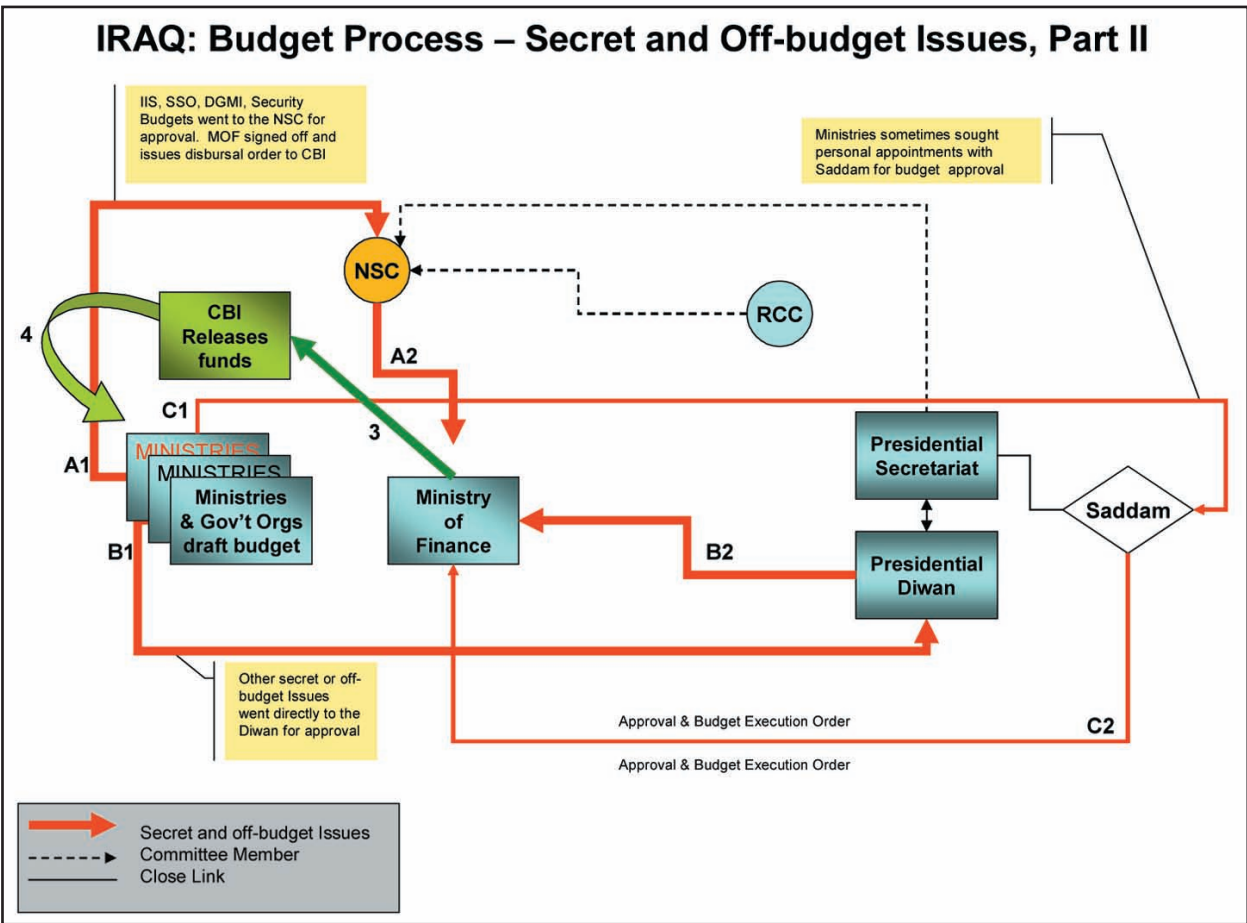 IRAQ: Budget Process – Secret and Off-budget Issues, Part II
IIS, SSO, DGMI, Security
Budgets went to the NSC for
approval. MOF signed off and
issues disbursal order to CBI
Ministries sometimes sought
personal appointments with
Saddam for budget approval
NSC
RCC
CBI
Releases
funds
4
A2
C1
3
A1
MINISTRIES
MINISTRIES
Ministries
& Gov't Orgs
draft budget
B1
Ministry
of
Finance
B2
Presidential
Secretariat
Presidential
Diwan
Saddam
Other secret or off-
budget Issues
went directly to the
Diwan for approval
Approval & Budget Execution Order
C2
Approval & Budget Execution Order
Secret and off-budget Issues
Committee Member
Close Link